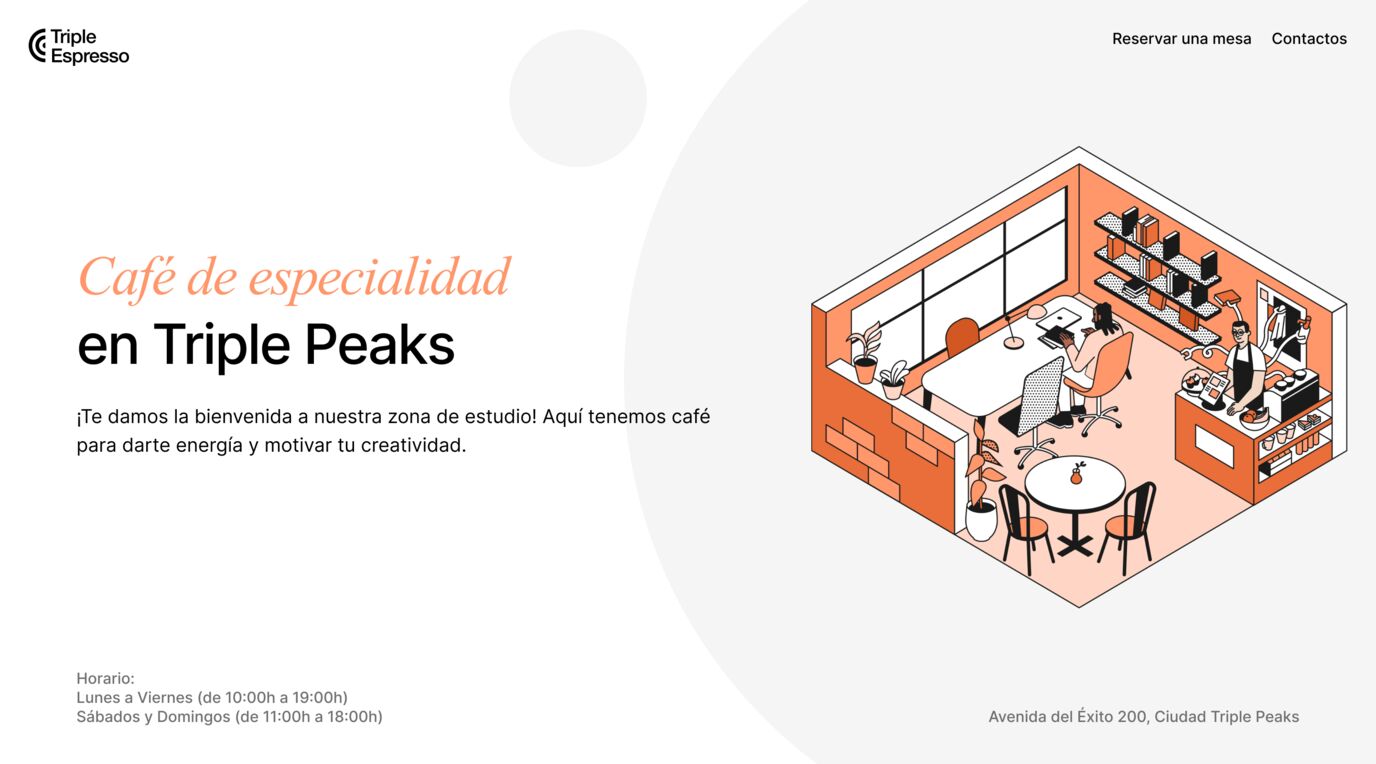 Triple
Espresso
Reservar una mesa
Contactos
Café de especialidad
en Triple Peaks
¡Te damos la bienvenida a nuestra zona de estudio! Aquí tenemos café
para darte energía y motivar tu creatividad.
Horario:
Lunes a Viernes (de 10:00h a 19:00h)
Sábados y Domingos (de 11:00h a 18:00h)
Avenida del Éxito 200, Ciudad Triple Peaks